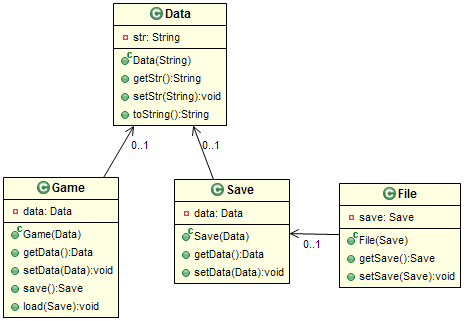 Data
str: String
Data(String)
getStr():String
setStr(String):void
toString():String
0..1
0..1
Game
data: Data
Game(Data)
getData():Data
setData(Data):void
save():Save
load(Save):void
Save
data: Data
Save(Data)
getData():Data
setData(Data):void
0..1
File
save: Save
File(Save)
getSave():Save
setSave(Save):void